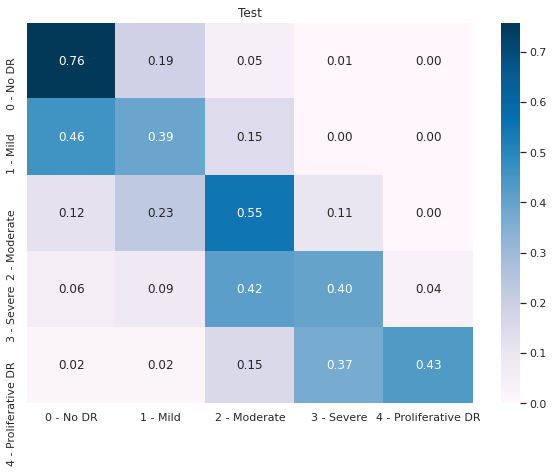 Test
0 - No DR
0.76 0.19 0.05 0.01 0.00
1 - Mild
0.46 0.39 0.15 0.00 0.00
2 - Moderate
0.12 0.23 0.55 0.11 0.00
3 - Severe
0.06 0.09 0.42 0.40 0.04
4 - Proliferative DR
0.02 0.02 0.15 0.37 0.43
0 - No DR 1 - Mild 2 - Moderate 3 - Severe 4 - Proliferative DR
0.7
0.6
0.5
0.4
0.3
0.2
0.1
0.0